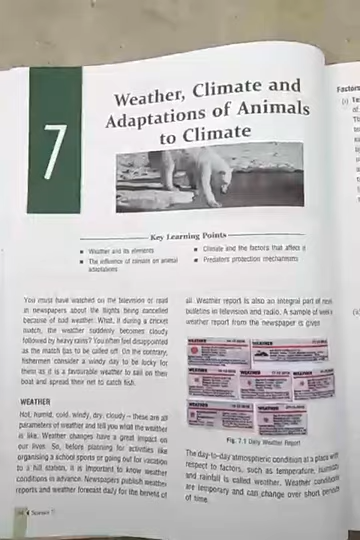 7
Weather, Climate and
Adaptations of Animals
to Climate
Key Learning Points
Weather and its elements
The influence of climate on animal
adaptations
Climate and the factors that affect it
Predators protection mechanisms
You must have watched on the television or read
in newspapers about the flights being cancelled
because of bad weather. What, if during a cricket
match, the weather suddenly becomes cloudy
followed by heavy rains? You often feel disappointed
as the match has to be called off. On the contrary,
fishermen consider a windy day to be lucky for
them as it is a favourable weather to sail on their
boat and spread their net to catch fish.
WEATHER
Hot, humid, cold, windy, dry, cloudy – these are all
parameters of weather and tell you what the weather
is like. Weather changes have a great impact on
our lives. So, before planning for activities like
organising a school sports or going out for vacation
to a hill station, it is important to know weather
conditions in advance. Newspapers publish weather
reports and weather forecast daily for the benefit of
all. Weather report is also an integral part of
bulletins in television and radio. A sample of
weather report from the newspaper is given
WEATHER
WEATHER
WEATHER
WEATHER
WEATHER
WEATHER
WEATHER
Fig. 7.1 Daily Weather Report
The day-to-day atmospheric condition at a place with
respect to factors, such as temperature, humidity
and rainfall is called weather. Weather conditions
are temporary and can change over short periods
of time.
Science 7
Factors